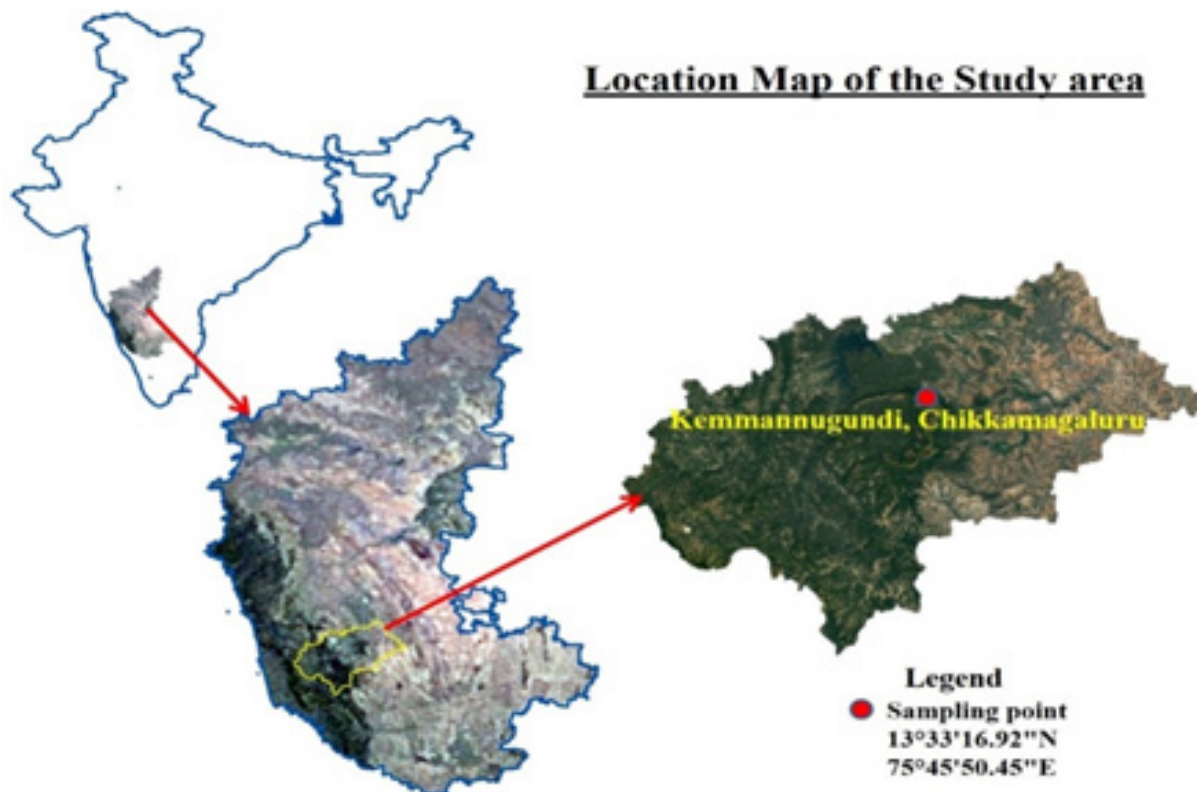 Location Map of the Study area
Kemmannugundi, Chikkamagaluru
Legend
Sampling point
13°33'16.92"N
75°45'50.45"E